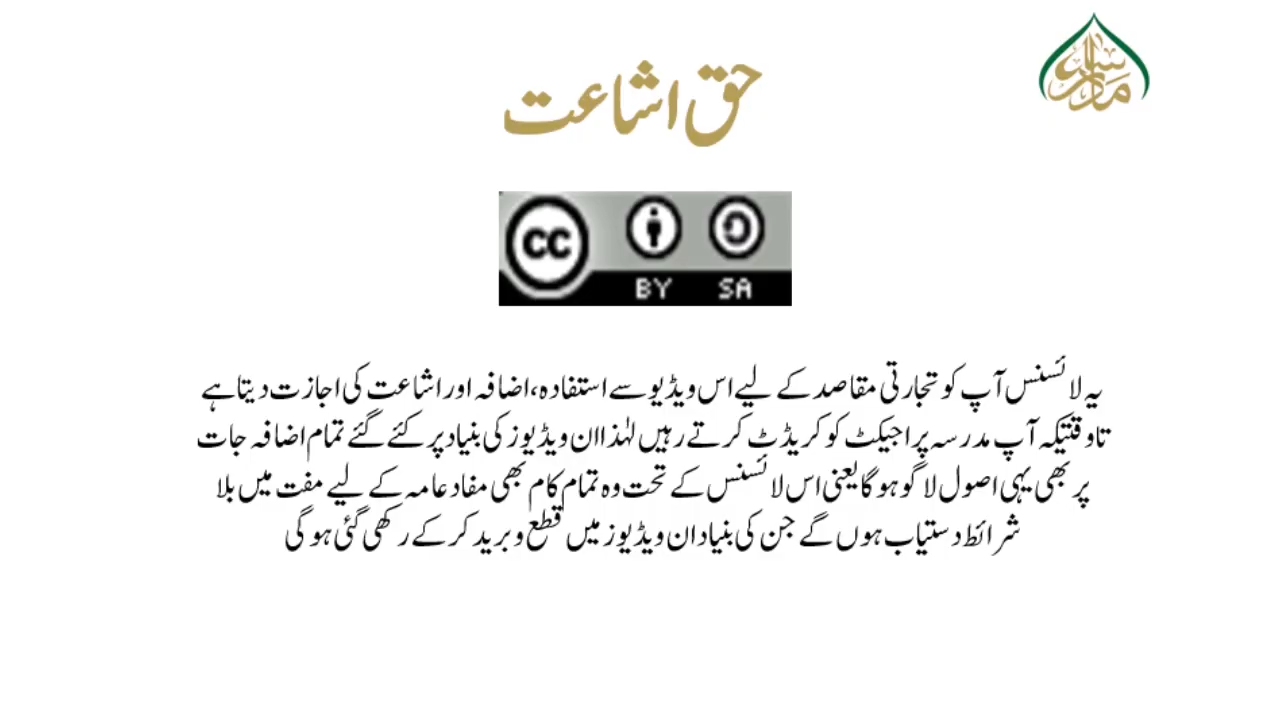 مدرسہ
حق اشاعت
CC
BY SA
یہ لائسنس آپ کو تجارتی مقاصد کے لیے اس ویڈیو سے استفادہ، اضافہ اور اشاعت کی اجازت دیتا ہے
تاوقتیکہ آپ مدرسہ پراجیکٹ کو کریڈٹ کرتے رہیں لہٰذا ان ویڈیوز کی بنیاد پر کئے گئے تمام اضافہ جات
پر بھی یہی اصول لاگو ہوگا یعنی اس لائسنس کے تحت وہ تمام کام بھی مفاد عامہ کے لیے مفت میں بلا
شرائط دستیاب ہوں گے جن کی بنیاد ان ویڈیوز میں قطع و برید کر کے رکھی گئی ہوگی